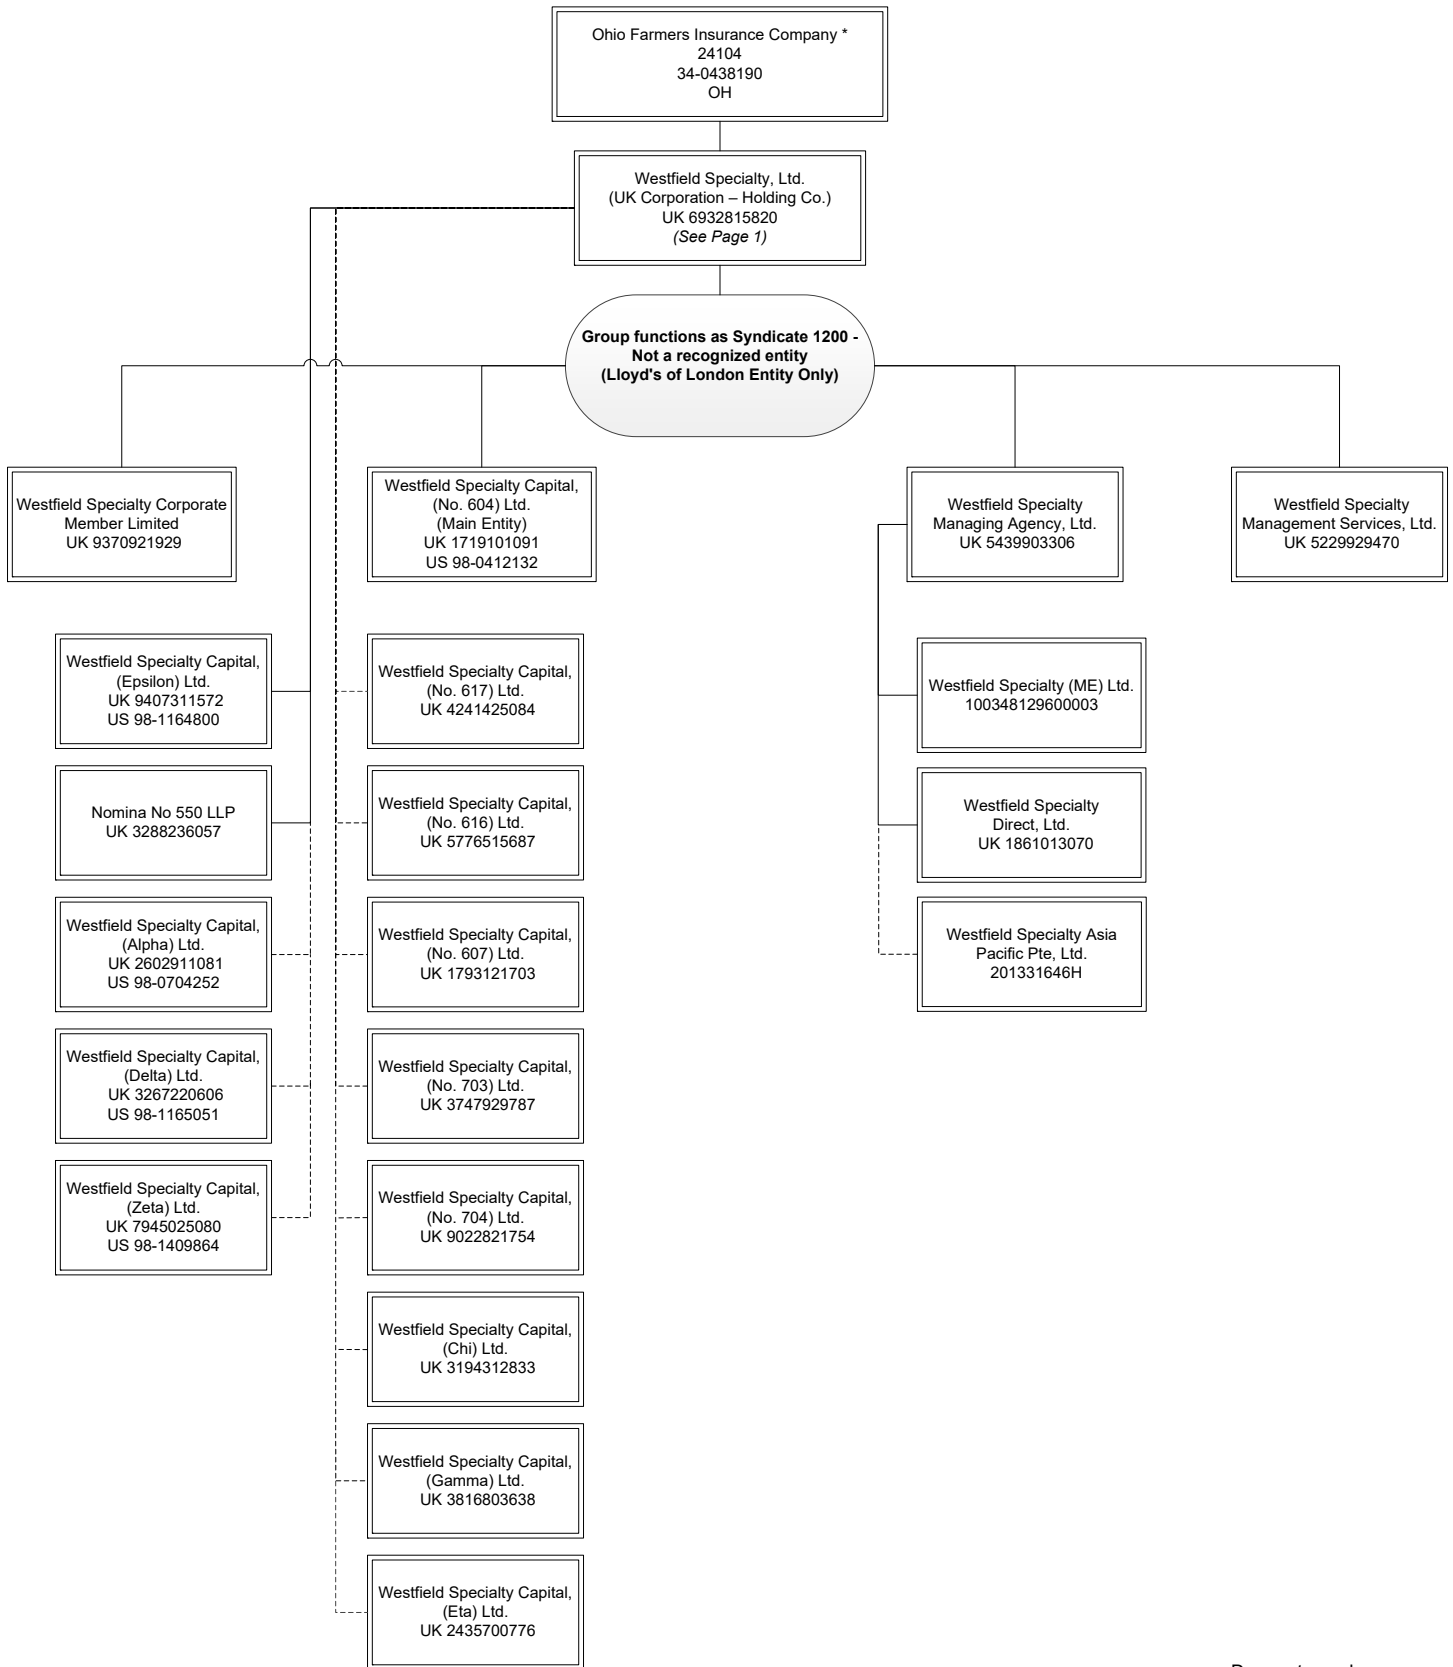 Ohio Farmers Insurance Company *
24104
34-0438190
OH
Westfield Specialty, Ltd.
(UK Corporation – Holding Co.)
UK 6932815820
(See Page 1)
Group functions as Syndicate 1200 -
Not a recognized entity
(Lloyd's of London Entity Only)
Westfield Specialty Corporate
Member Limited
UK 9370921929
Westfield Specialty Capital,
(No. 604) Ltd.
(Main Entity)
UK 1719101091
US 98-0412132
Westfield Specialty
Managing Agency, Ltd.
UK 5439903306
Westfield Specialty
Management Services, Ltd.
UK 5229929470
Westfield Specialty Capital,
(Epsilon) Ltd.
UK 9407311572
US 98-1164800
Nomina No 550 LLP
UK 3288236057
Westfield Specialty Capital,
(Alpha) Ltd.
UK 2602911081
US 98-0704252
Westfield Specialty Capital,
(Delta) Ltd.
UK 3267220606
US 98-1165051
Westfield Specialty Capital,
(Zeta) Ltd.
UK 7945025080
US 98-1409864
Westfield Specialty Capital,
(No. 617) Ltd.
UK 4241425084
Westfield Specialty Capital,
(No. 616) Ltd.
UK 5776515687
Westfield Specialty Capital,
(No. 607) Ltd.
UK 1793121703
Westfield Specialty Capital,
(No. 703) Ltd.
UK 3747929787
Westfield Specialty Capital,
(No. 704) Ltd.
UK 9022821754
Westfield Specialty Capital,
(Chi) Ltd.
UK 3194312833
Westfield Specialty Capital,
(Gamma) Ltd.
UK 3816803638
Westfield Specialty Capital,
(Eta) Ltd.
UK 2435700776
Westfield Specialty (ME) Ltd.
100348129600003
Westfield Specialty
Direct, Ltd.
UK 1861013070
Westfield Specialty Asia
Pacific Pte, Ltd.
201331646H